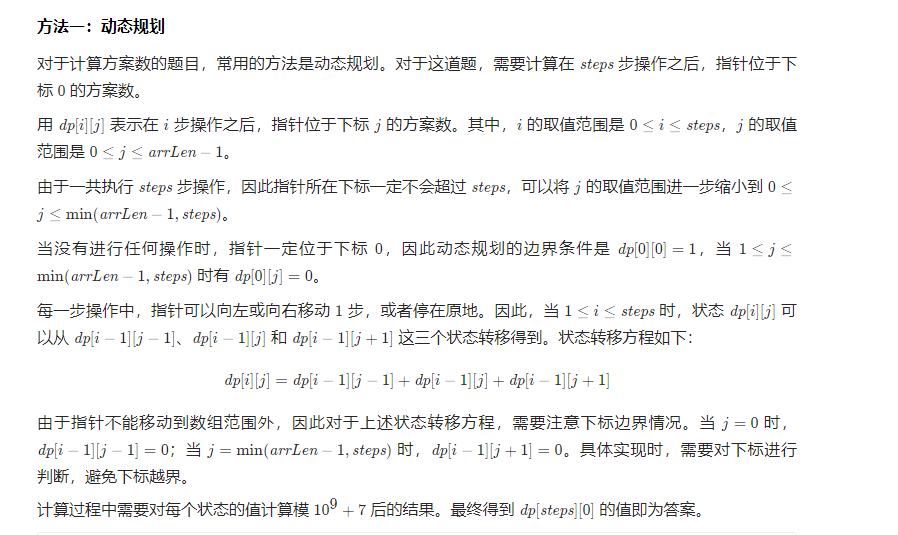 方法一：动态规划
对于计算方案数的题目，常用的方法是动态规划。对于这道题，需要计算在 steps 步操作之后，指针位于下
标 0 的方案数。
用 dp[i][j] 表示在 i 步操作之后，指针位于下标 j 的方案数。其中，i 的取值范围是 0 ≤ i ≤ steps，j 的取值
范围是 0 ≤ j ≤ arrLen − 1。
由于一共执行 steps 步操作，因此指针所在下标一定不会超过 steps，可以将 j 的取值范围进一步缩小到 0 ≤
j ≤ min(arrLen − 1, steps)。
当没有进行任何操作时，指针一定位于下标 0，因此动态规划的边界条件是 dp[0][0] = 1，当 1 ≤ j ≤
min(arrLen − 1, steps) 时有 dp[0][j] = 0。
每一步操作中，指针可以向左或向右移动 1 步，或者停在原地。因此，当 1 ≤ i ≤ steps 时，状态 dp[i][j] 可
以从 dp[i − 1][j − 1]、dp[i − 1][j] 和 dp[i − 1][j + 1] 这三个状态转移得到。状态转移方程如下：
dp[i][j] = dp[i − 1][j − 1] + dp[i − 1][j] + dp[i − 1][j + 1]
由于指针不能移动到数组范围外，因此对于上述状态转移方程，需要注意下标边界情况。当 j = 0 时，
dp[i − 1][j − 1] = 0；当 j = min(arrLen − 1, steps) 时，dp[i − 1][j + 1] = 0。具体实现时，需要对下标进行
判断，避免下标越界。
计算过程中需要对每个状态的值计算模 10⁹ + 7 后的结果。最终得到 dp[steps][0] 的值即为答案。